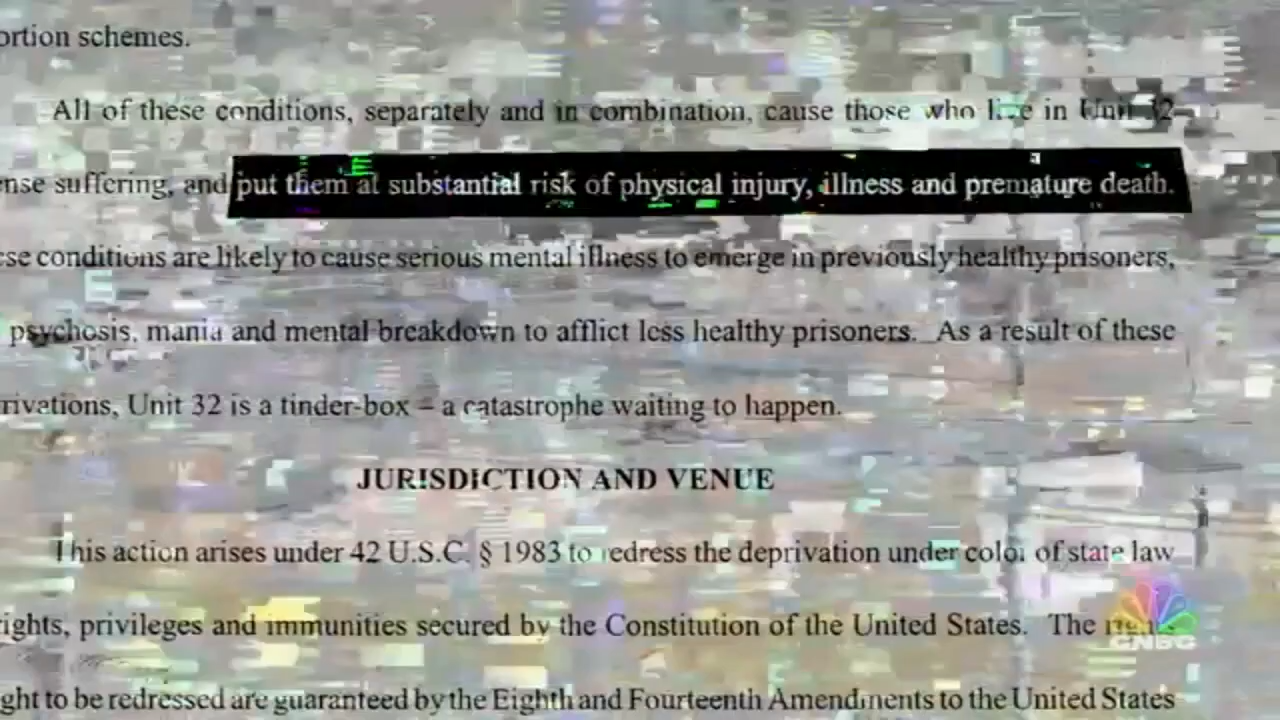 ortion schemes.
All of these conditions, separately and in combination, cause those who live in Unit 32
nse suffering, and put them at substantial risk of physical injury, illness and premature death.
se conditions are likely to cause serious mental illness to emerge in previously healthy prisoners,
psychosis, mania and mental breakdown to afflict less healthy prisoners. As a result of these
rivations, Unit 32 is a tinder-box – a catastrophe waiting to happen.
JURISDICTION AND VENUE
This action arises under 42 U.S.C. § 1983 to redress the deprivation under color of state law
ights, privileges and immunities secured by the Constitution of the United States. The rights
ght to be redressed are guaranteed by the Eighth and Fourteenth Amendments to the United States
CNBC